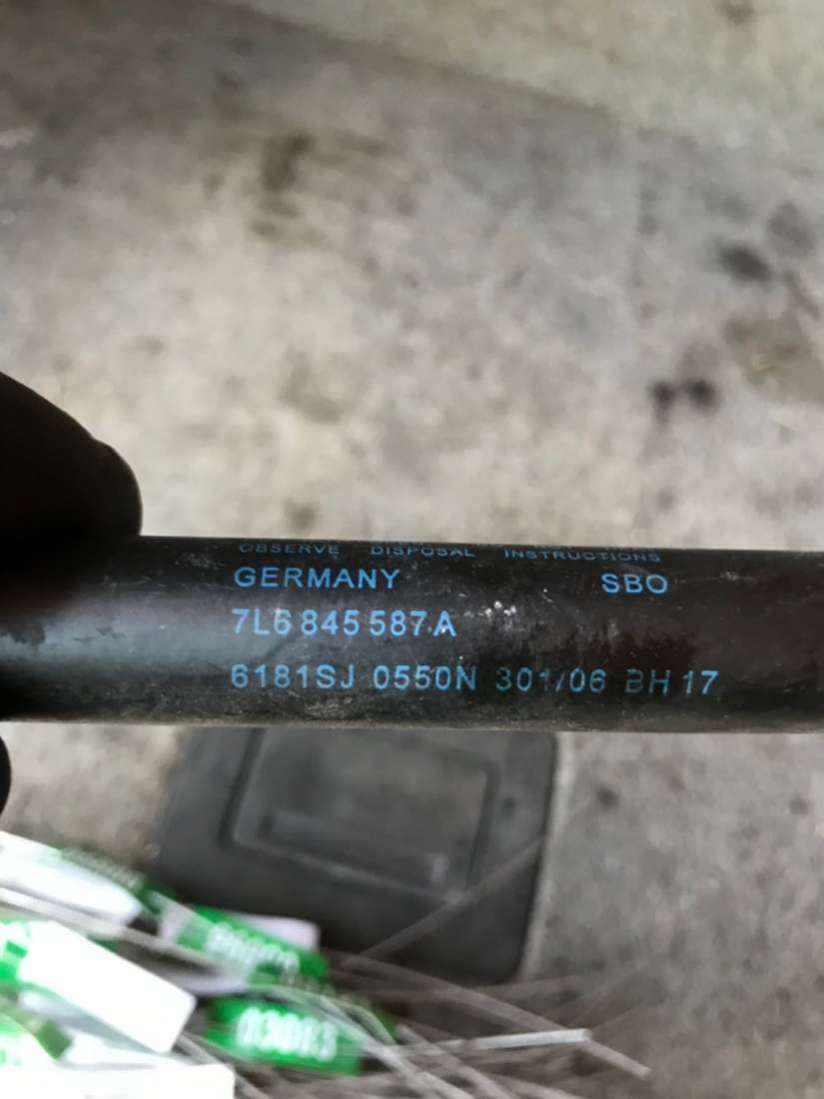 OBSERVE DISPOSAL INSTRUCTIONS
GERMANY SBO
7L6 845 587 A
6181SJ 0550N 301/06 BH 17